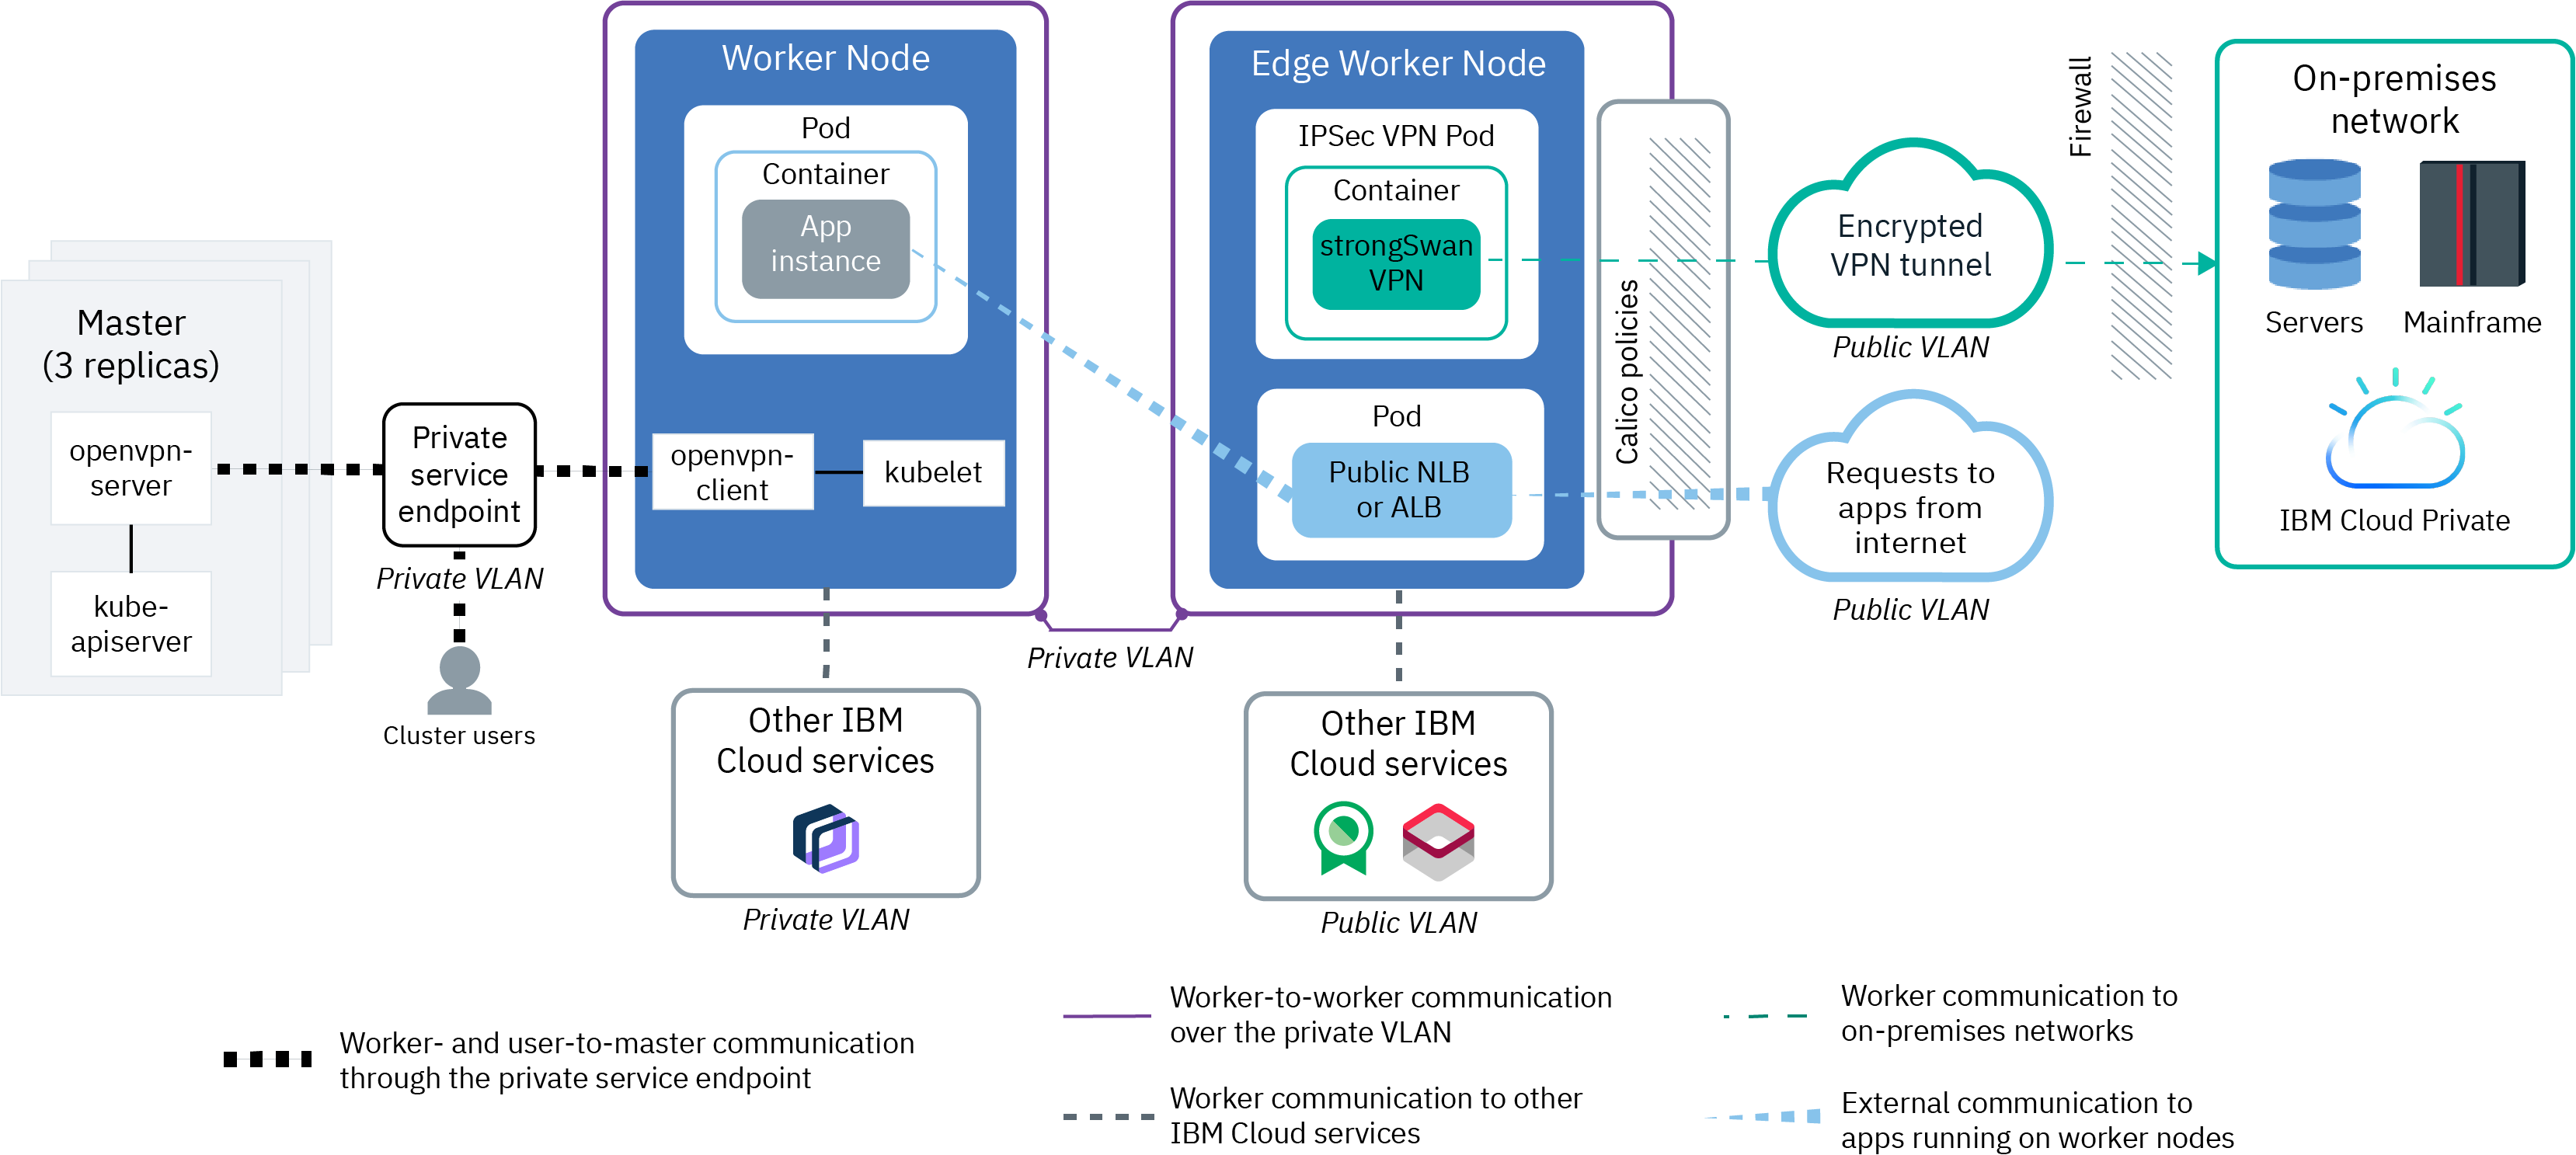 Master
(3 replicas)
openvpn-
server
kube-
apiserver
Private
service
endpoint
Private VLAN
Cluster users
Worker Node
Pod
Container
App
instance
openvpn-
client
kubelet
Other IBM
Cloud services
Private VLAN
Private VLAN
Edge Worker Node
IPSec VPN Pod
Container
strongSwan
VPN
Pod
Public NLB
or ALB
Other IBM
Cloud services
Public VLAN
Calico policies
Encrypted
VPN tunnel
Public VLAN
Requests to
apps from
internet
Public VLAN
Firewall
On-premises
network
Servers
Mainframe
IBM Cloud Private
Worker- and user-to-master communication
through the private service endpoint
Worker-to-worker communication
over the private VLAN
Worker communication to other
IBM Cloud services
Worker communication to
on-premises networks
External communication to
apps running on worker nodes